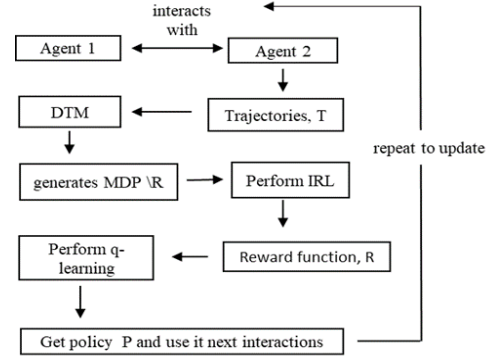 interacts
with
Agent 1
Agent 2
DTM
Trajectories, T
repeat to update
generates MDP \R
Perform IRL
Perform q-
learning
Reward function, R
Get policy P and use it next interactions